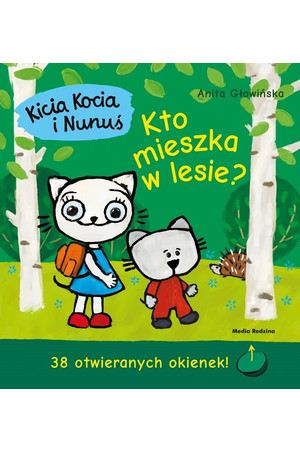 Anita Głowińska
Kicia Kocia
i Nunuś
Kto
mieszka
w lesie?
Media Rodzina
38 otwieranych okienek!